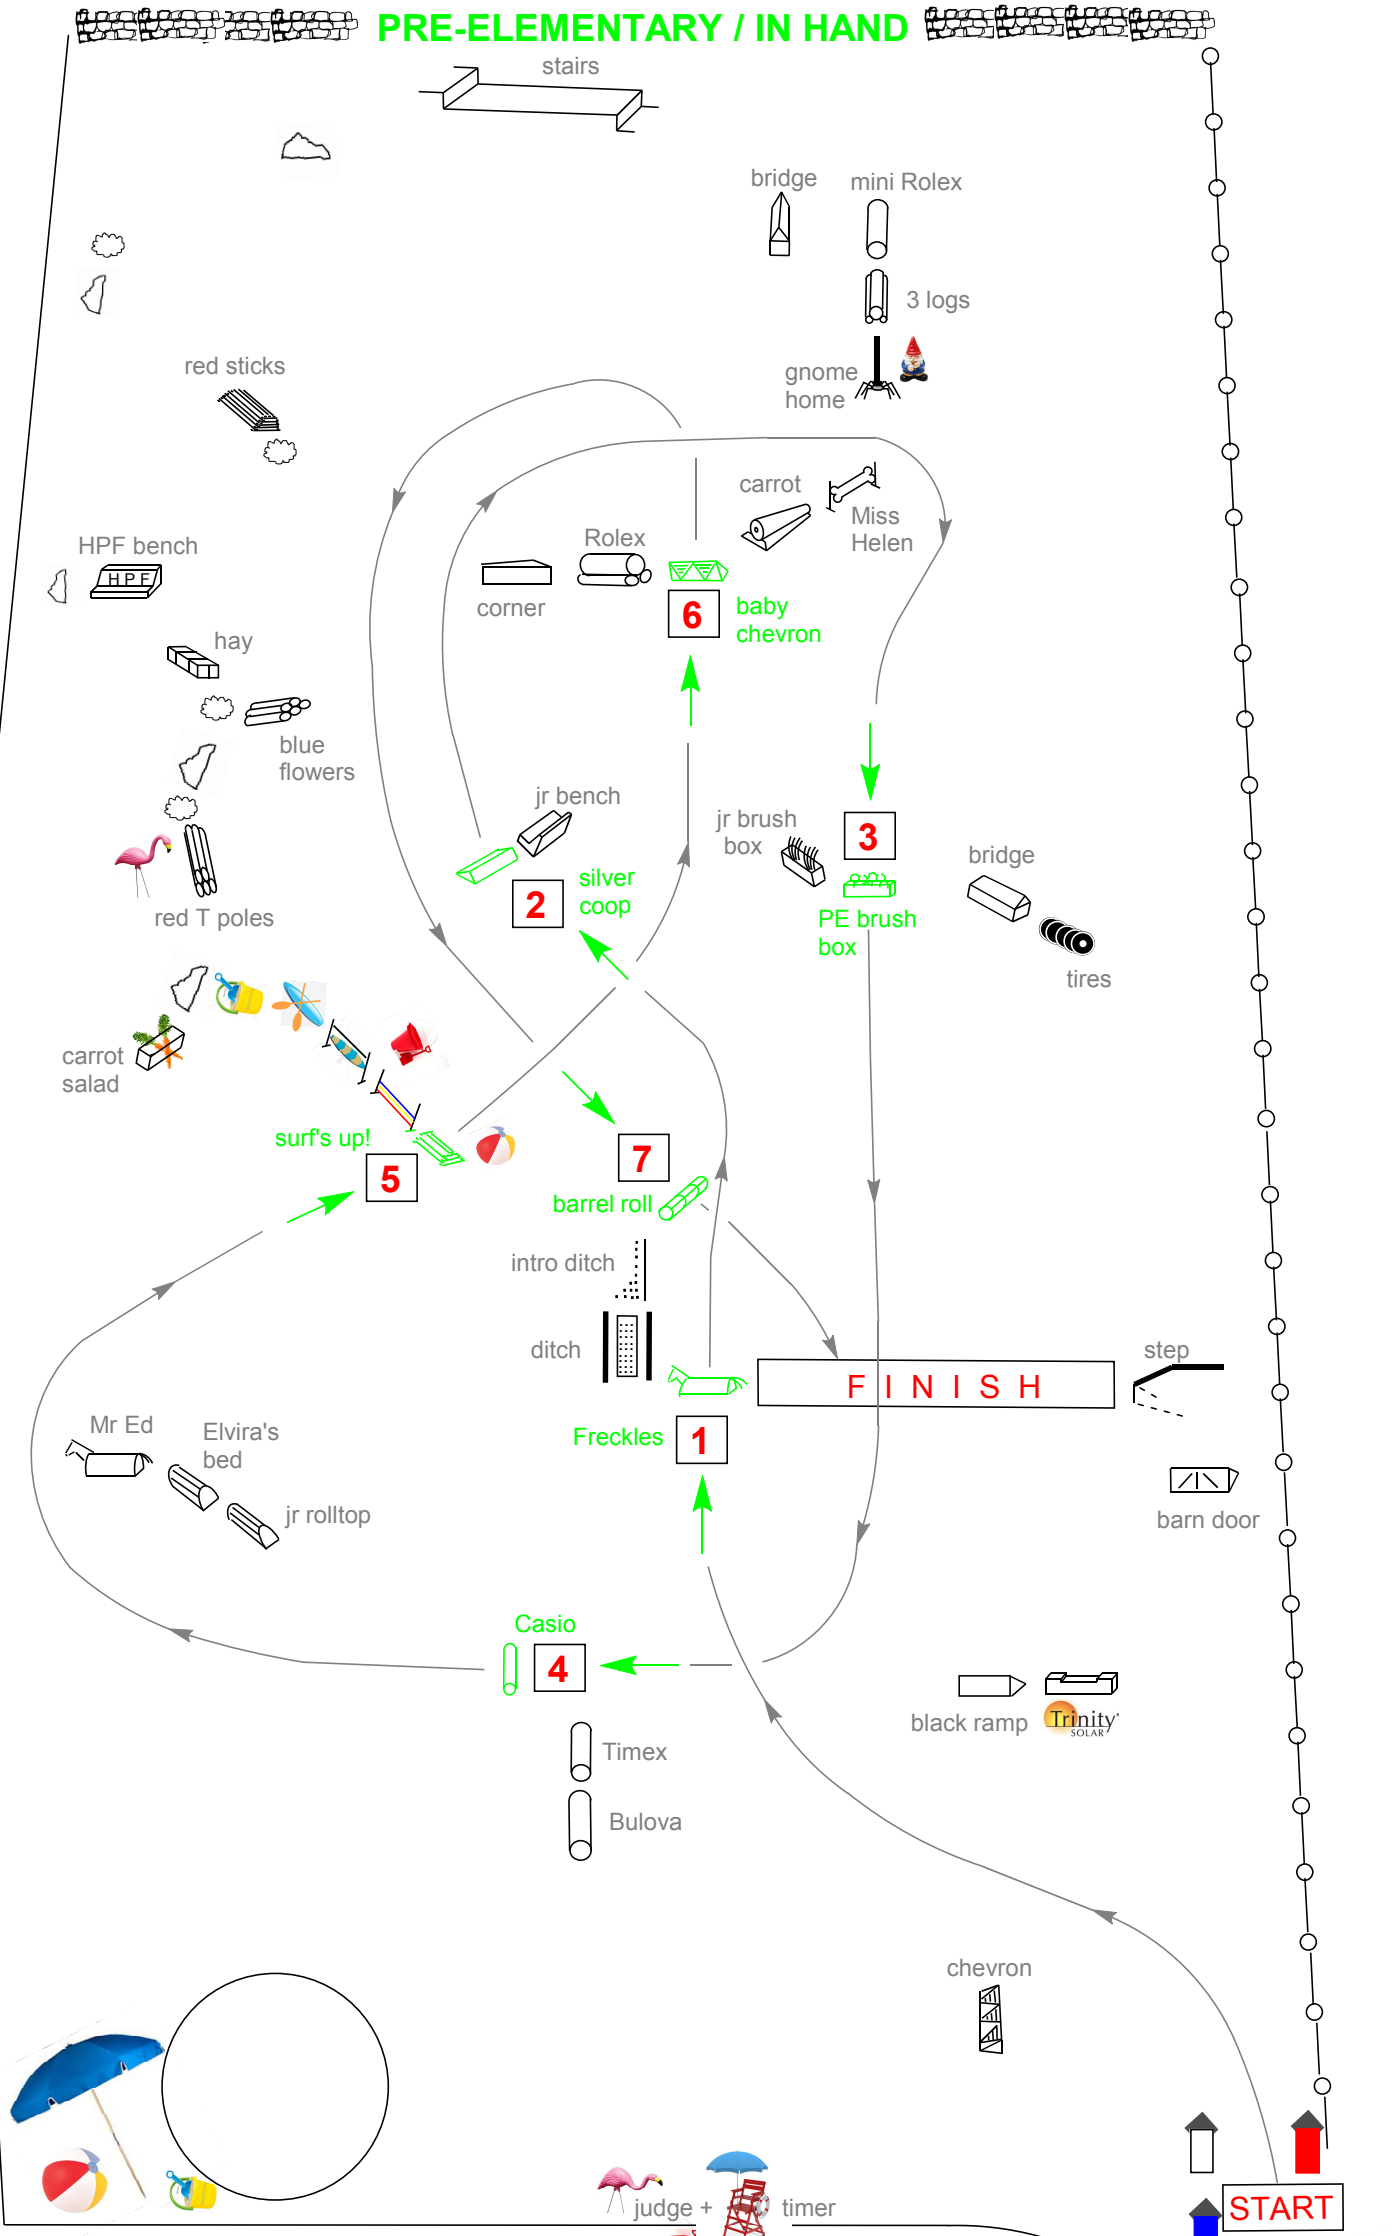 PRE-ELEMENTARY / IN HAND
stairs
bridge
mini Rolex
3 logs
gnome
home
red sticks
carrot
Miss
Helen
Rolex
HPF bench
HPF
corner
6
baby
chevron
hay
blue
flowers
jr bench
jr brush
box
3
bridge
silver
coop
2
PE brush
box
red T poles
tires
carrot
salad
surf's up!
5
7
barrel roll
intro ditch
ditch
step
FINISH
Mr Ed
Elvira's
bed
Freckles
1
jr rolltop
barn door
Casio
4
black ramp
Trinity
SOLAR
Timex
Bulova
chevron
judge +
timer
START